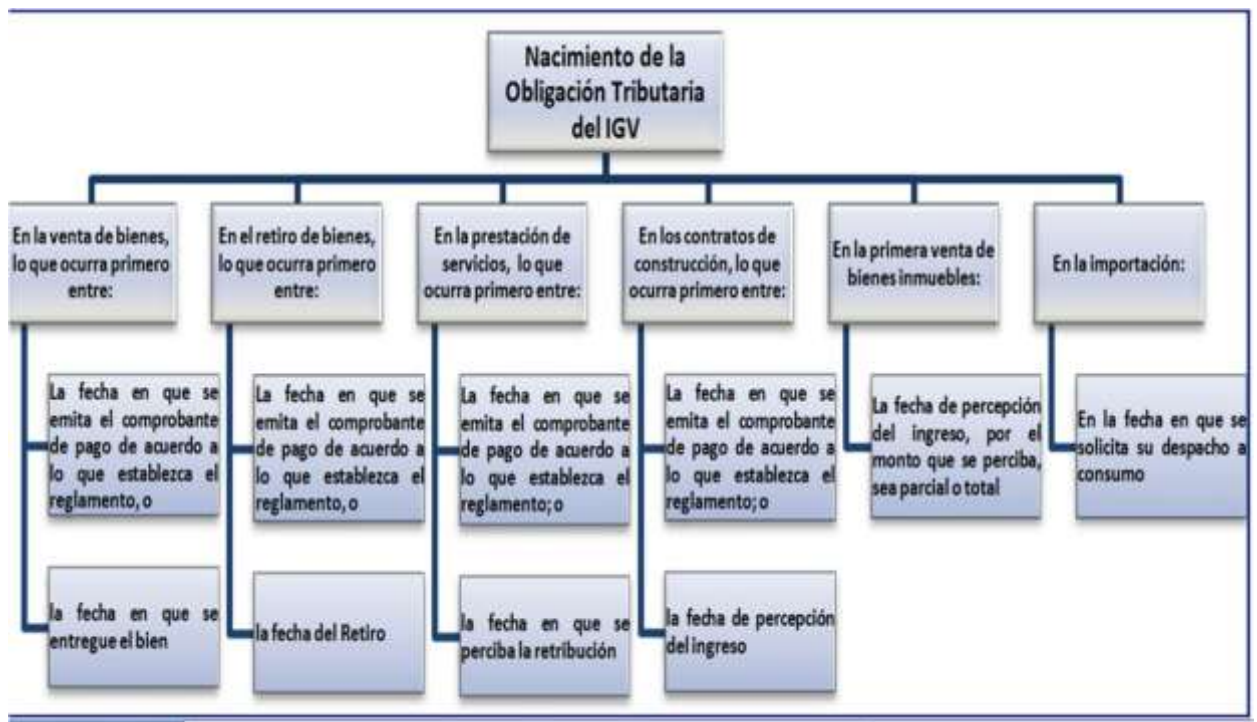 Nacimiento de la
Obligación Tributaria
del IGV
En la venta de bienes,
lo que ocurra primero
entre:
En el retiro de bienes,
lo que ocurra primero
entre:
En la prestación de
servicios, lo que
ocurra primero entre:
En los contratos de
construcción, lo que
ocurra primero entre:
En la primera venta de
bienes inmuebles:
En la importación:
La fecha en que se
emita el comprobante
de pago de acuerdo a
lo que establezca el
reglamento, o
La fecha en que se
emita el comprobante
de pago de acuerdo a
lo que establezca el
reglamento, o
La fecha en que se
emita el comprobante
de pago de acuerdo a
lo que establezca el
reglamento; o
La fecha en que se
emita el comprobante
de pago de acuerdo a
lo que establezca el
reglamento; o
La fecha de percepción
del ingreso, por el
monto que se perciba,
sea parcial o total
En la fecha en que se
solicita su despacho a
consumo
la fecha en que se
entregue el bien
la fecha del Retiro
la fecha en que se
perciba la retribución
la fecha de percepción
del ingreso